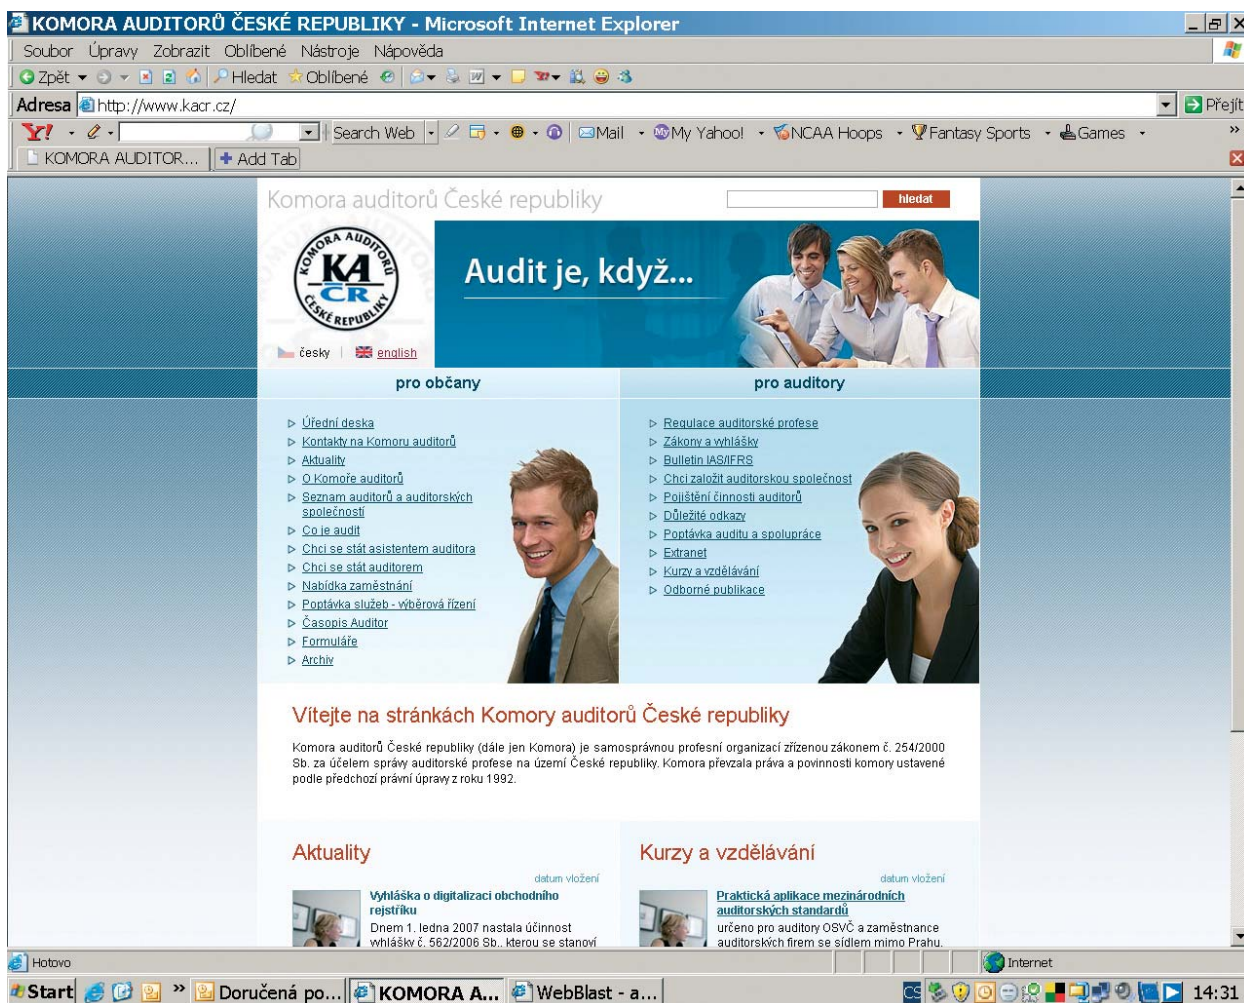 KOMORA AUDITORŮ ČESKÉ REPUBLIKY - Microsoft Internet Explorer
Soubor Úpravy Zobrazit Oblíbené Nástroje Nápověda
Zpět Hledat Oblíbené
Adresa http://www.kacr.cz/ Přejít
Y! Search Web Mail My Yahoo! NCAA Hoops Fantasy Sports Games »
KOMORA AUDITOR... Add Tab
Komora auditorů České republiky hledat
KOMORA AUDITORŮ
KA
ČR
ČESKÉ REPUBLIKY
Audit je, když...
česky english
pro občany
Úřední deska
Kontakty na Komoru auditorů
Aktuality
O Komoře auditorů
Seznam auditorů a auditorských
společností
Co je audit
Chci se stát asistentem auditora
Chci se stát auditorem
Nabídka zaměstnání
Poptávka služeb - výběrová řízení
Časopis Auditor
Formuláře
Archiv
pro auditory
Regulace auditorské profese
Zákony a vyhlášky
Bulletin IAS/IFRS
Chci založit auditorskou společnost
Pojištění činnosti auditorů
Důležité odkazy
Poptávka auditu a spolupráce
Extranet
Kurzy a vzdělávání
Odborné publikace
Vítejte na stránkách Komory auditorů České republiky
Komora auditorů České republiky (dále jen Komora) je samosprávnou profesní organizací zřízenou zákonem č. 254/2000
Sb. za účelem správy auditorské profese na území České republiky. Komora převzala práva a povinnosti komory ustavené
podle předchozí právní úpravy z roku 1992.
Aktuality
datum vložení
Vyhláška o digitalizaci obchodního
rejstříku
Dnem 1. ledna 2007 nastala účinnost
vyhlášky č. 562/2006 Sb., kterou se stanoví
Kurzy a vzdělávání
datum vložení
Praktická aplikace mezinárodních
auditorských standardů
určeno pro auditory OSVČ a zaměstnance
auditorských firem se sídlem mimo Prahu.
Hotovo Internet
Start » Doručená po... KOMORA A... WebBlast - a... CS 14:31